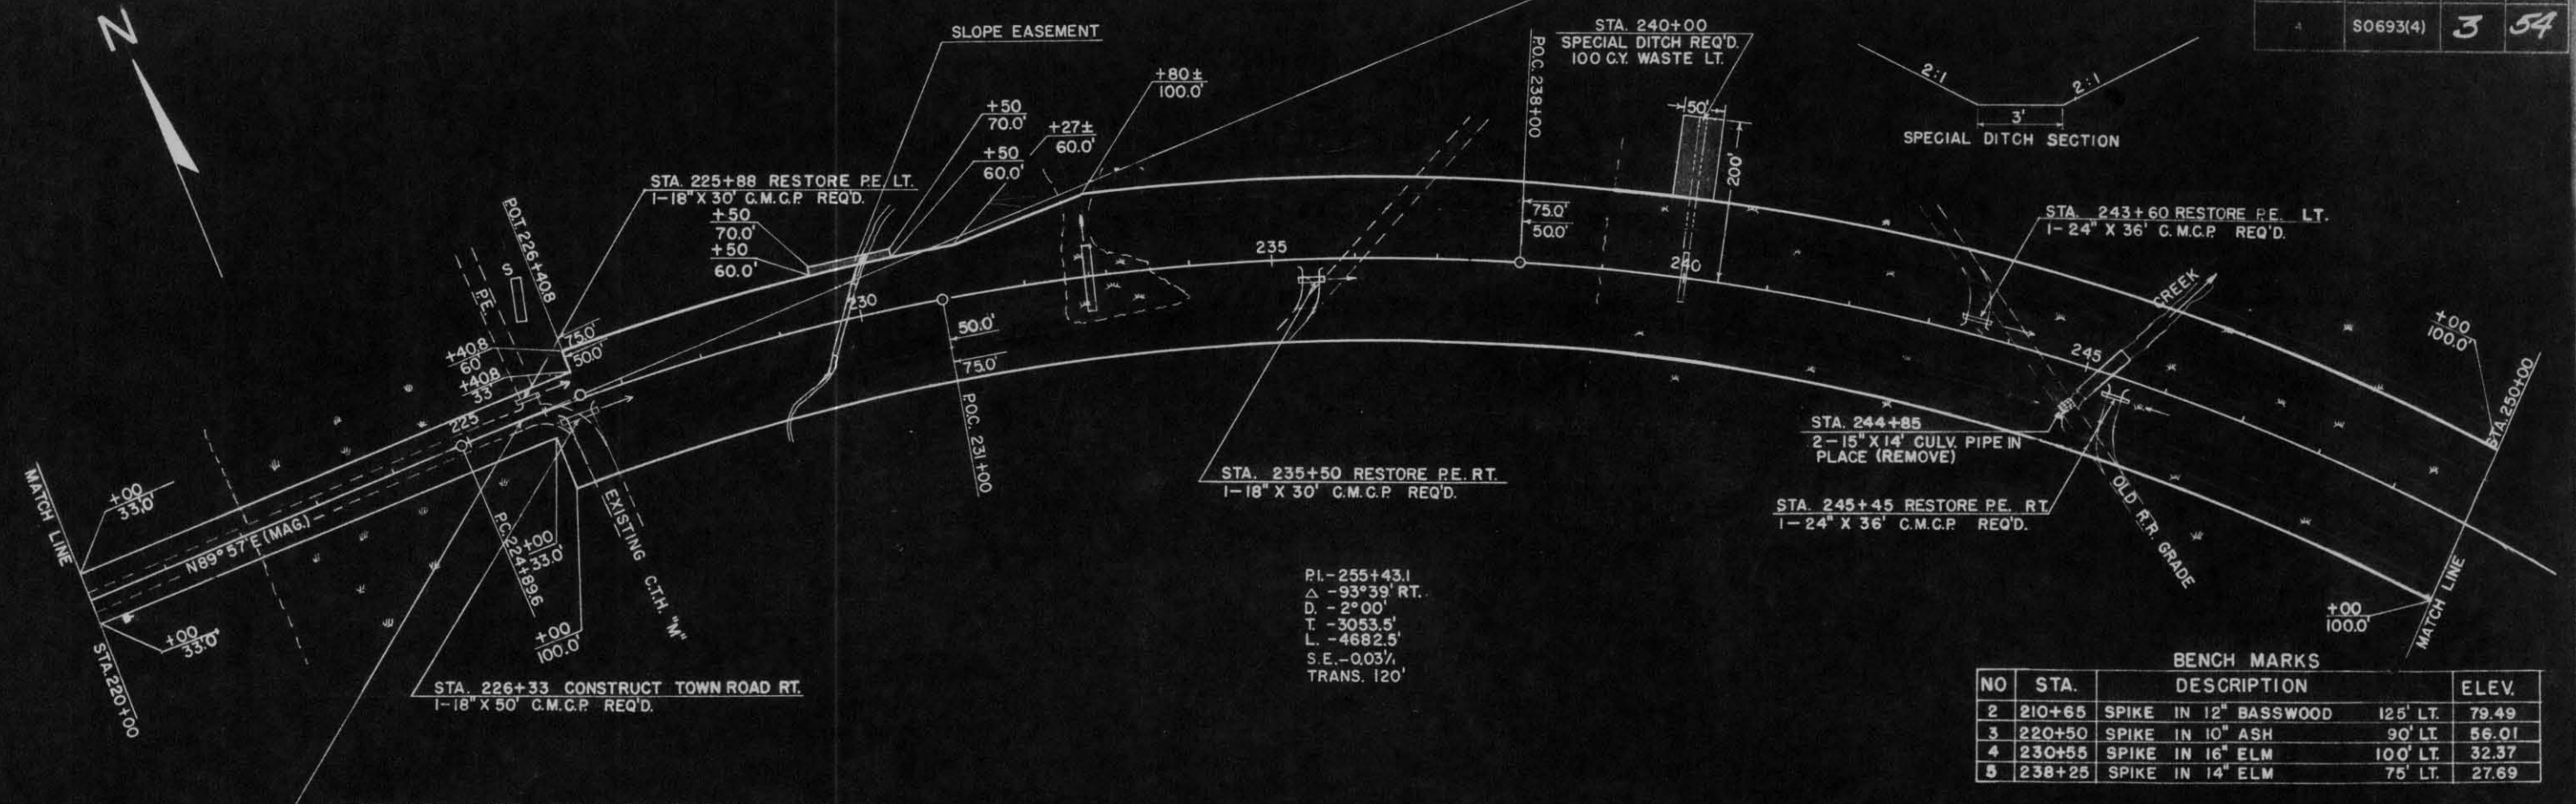 S0693(4) 3 54
N
SLOPE EASEMENT
STA. 240+00
SPECIAL DITCH REQ'D.
100 C.Y. WASTE LT.
P.O.C. 238+00
2:1
2:1
3'
SPECIAL DITCH SECTION
+80±
100.0'
+50
70.0'
+27±
60.0'
+50
60.0'
50'
200'
STA. 225+88 RESTORE P.E. LT.
1-18" X 30' C.M.C.P. REQ'D.
+50
70.0'
+50
60.0'
P.O.T. 226+40.8
P.E.
S
75.0'
50.0'
STA. 243+60 RESTORE P.E. LT.
1-24" X 36' C.M.C.P. REQ'D.
235
240
230
CREEK
245
+00
100.0'
STA. 250+00
75.0'
50.0'
+40.8
60'
+40.8
33'
225
50.0'
75.0'
P.O.C. 231+00
STA. 244+85
2-15" X 14' CULV. PIPE IN
PLACE (REMOVE)
STA. 235+50 RESTORE P.E. RT.
1-18" X 30' C.M.C.P. REQ'D.
STA. 245+45 RESTORE P.E. RT.
1-24" X 36' C.M.C.P. REQ'D.
OLD R.R. GRADE
MATCH LINE
+00
33.0'
N89°57'E (MAG.)
P.C. 224+89.6
+00
33.0'
EXISTING C.T.H. "M"
+00
33.0'
+00
100.0'
STA. 220+00
P.I. - 255+43.1
Δ - 93°39' RT.
D. - 2°00'
T. - 3053.5'
L. - 4682.5'
S.E. - 0.03'/,
TRANS. 120'
STA. 226+33 CONSTRUCT TOWN ROAD RT.
1-18" X 50' C.M.C.P. REQ'D.
+00
100.0'
MATCH LINE
BENCH MARKS
NO STA. DESCRIPTION ELEV.
2 210+65 SPIKE IN 12" BASSWOOD 125' LT. 79.49
3 220+50 SPIKE IN 10" ASH 90' LT. 56.01
4 230+55 SPIKE IN 16" ELM 100' LT. 32.37
5 238+25 SPIKE IN 14" ELM 75' LT. 27.69